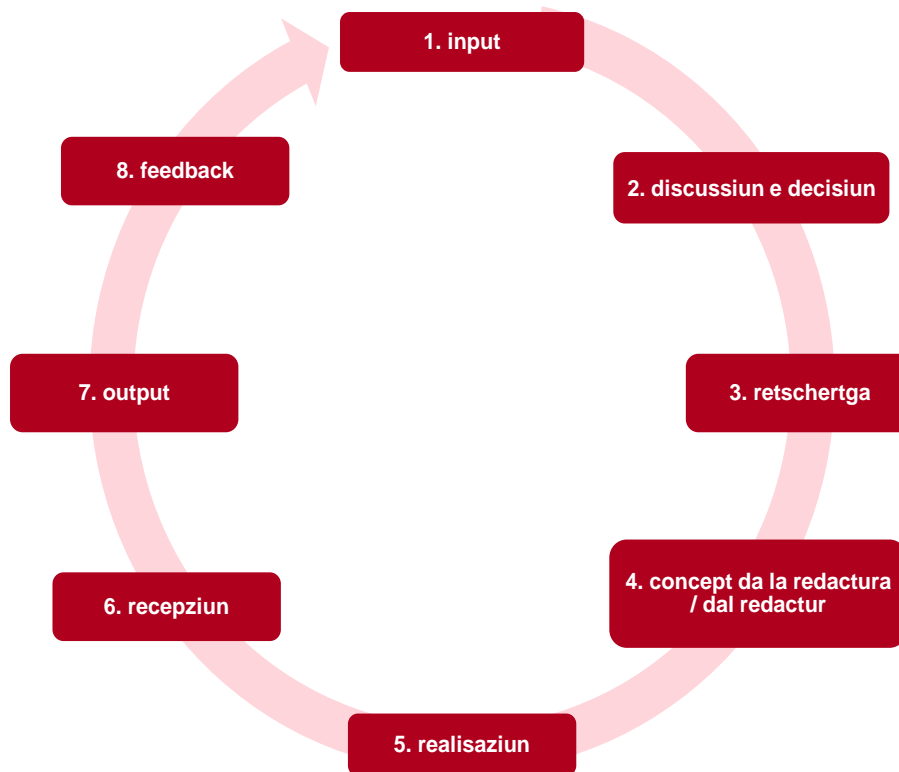 1. input
2. discussiun e decisiun
3. retschertga
4. concept da la redactura
/ dal redactur
5. realisaziun
6. recepziun
7. output
8. feedback